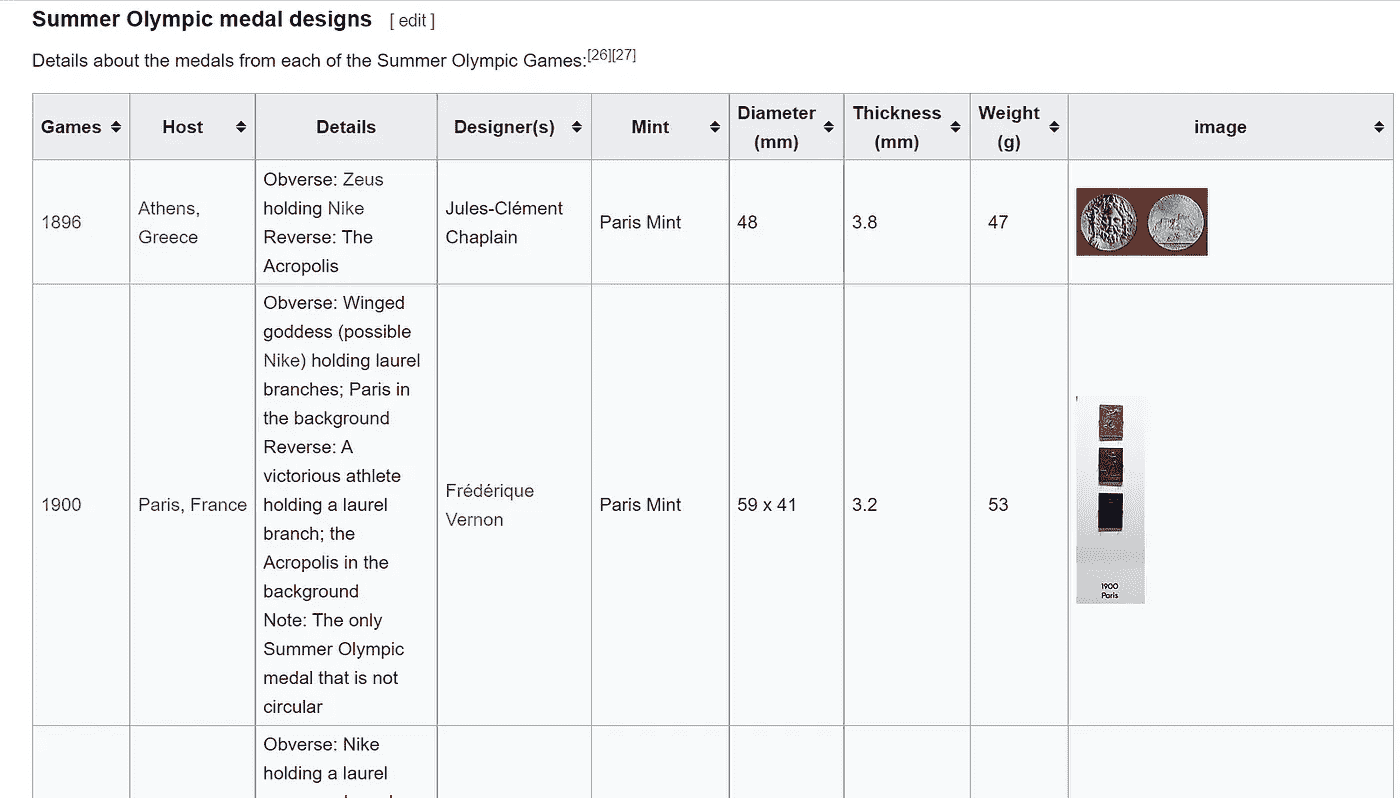 Summer Olympic medal designs [ edit ]
Details about the medals from each of the Summer Olympic Games:[26][27]
Games Host Details Designer(s) Mint Diameter (mm) Thickness (mm) Weight (g) image
1896
Athens,
Greece
Obverse: Zeus
holding Nike
Reverse: The
Acropolis
Jules-Clément
Chaplain
Paris Mint
48
3.8
47
1900
Paris, France
Obverse: Winged
goddess (possible
Nike) holding laurel
branches; Paris in
the background
Reverse: A
victorious athlete
holding a laurel
branch; the
Acropolis in the
background
Note: The only
Summer Olympic
medal that is not
circular
Frédérique
Vernon
Paris Mint
59 x 41
3.2
53
1900
Paris
Obverse: Nike
holding a laurel